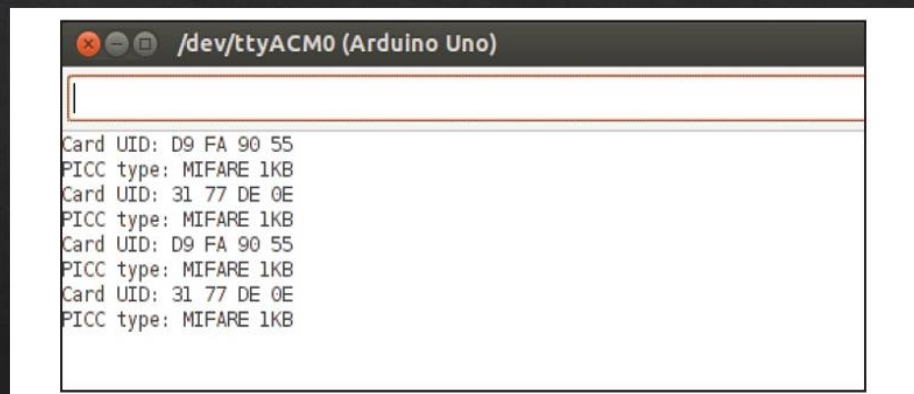 /dev/ttyACM0 (Arduino Uno)
Card UID: D9 FA 90 55
PICC type: MIFARE 1KB
Card UID: 31 77 DE 0E
PICC type: MIFARE 1KB
Card UID: D9 FA 90 55
PICC type: MIFARE 1KB
Card UID: 31 77 DE 0E
PICC type: MIFARE 1KB